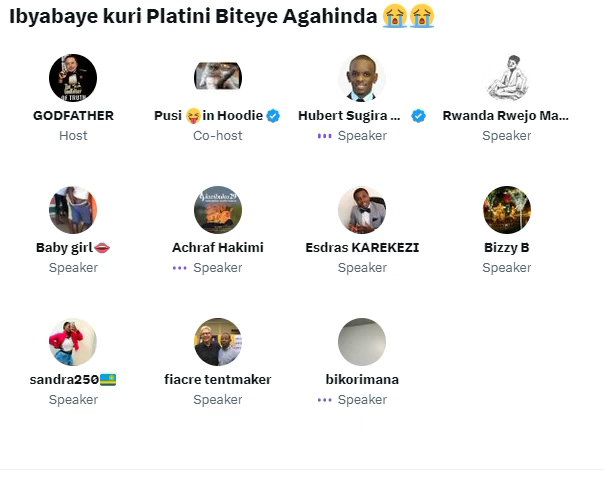 Ibyabaye kuri Platini Biteye Agahinda 😭😭
GODFATHER
Host
Pusi 😝in Hoodie
Co-host
Hubert Sugira ...
Speaker
Rwanda Rwejo Ma...
Speaker
Baby girl👄
Speaker
Achraf Hakimi
Speaker
Esdras KAREKEZI
Speaker
Bizzy B
Speaker
sandra250🇷🇼
Speaker
fiacre tentmaker
Speaker
bikorimana
Speaker